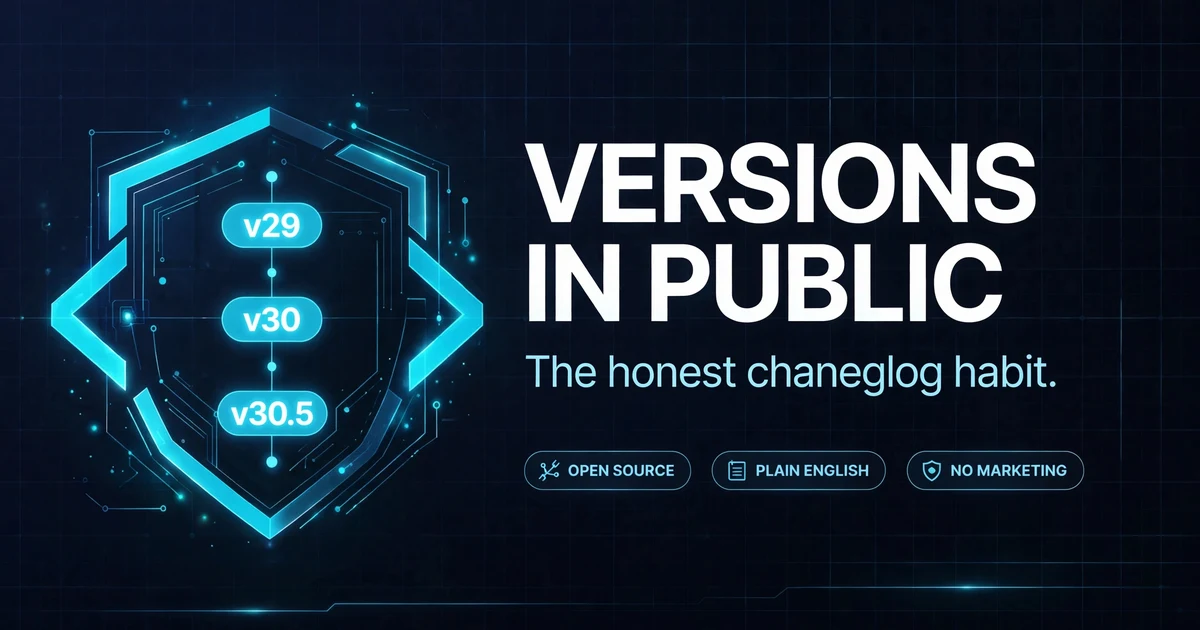 v29
v30
v30.5
VERSIONS
IN PUBLIC
The honest chaneglog habit.
OPEN SOURCE
PLAIN ENGLISH
NO MARKETING